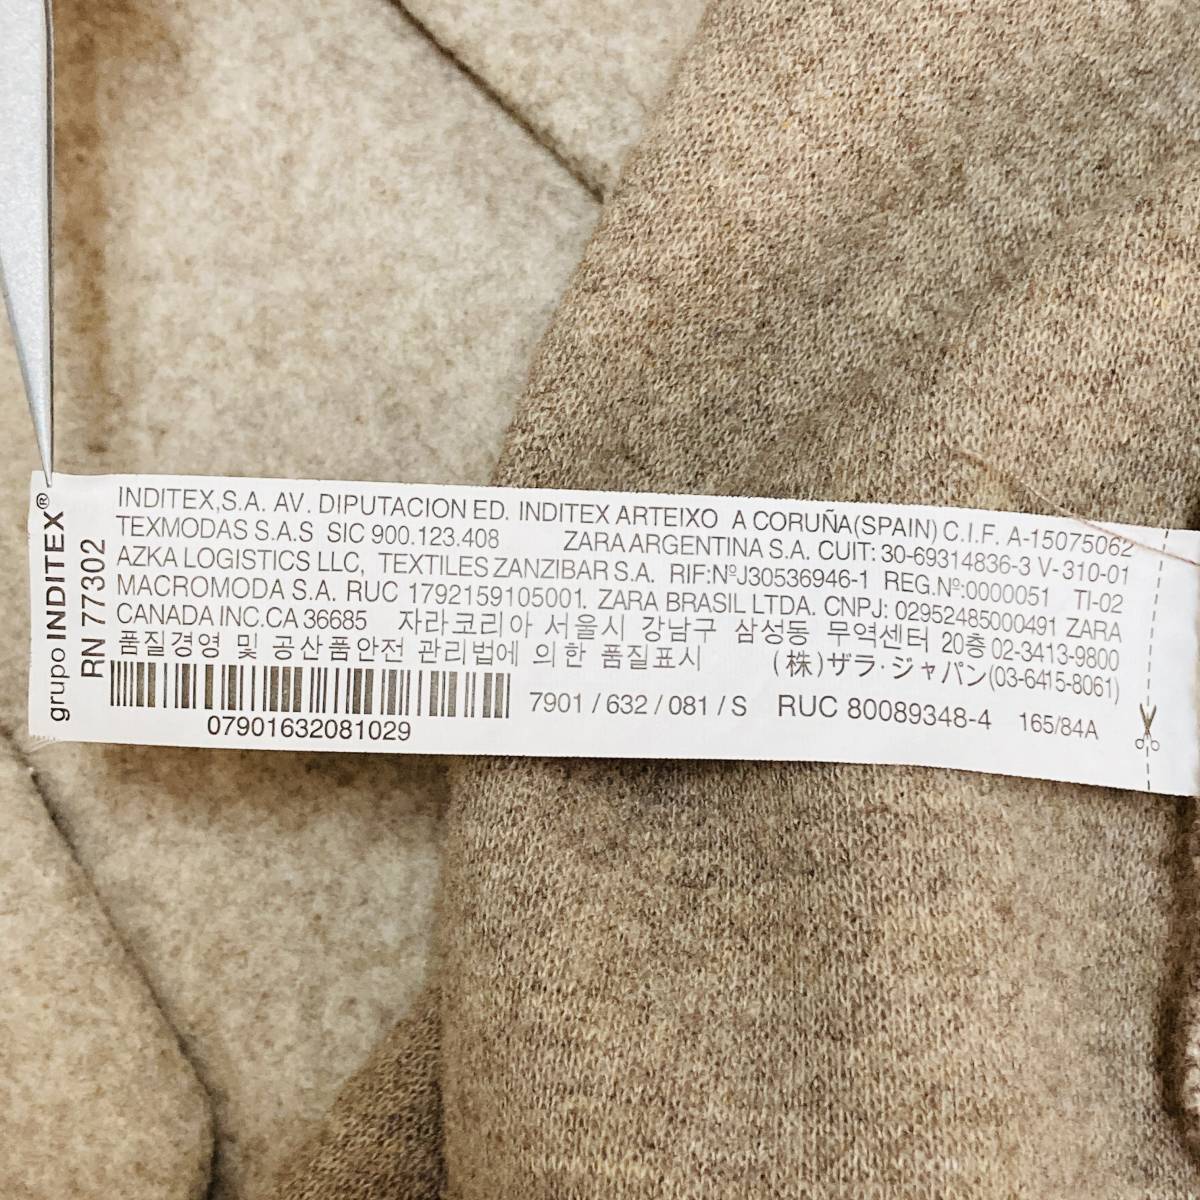 grupo INDITEX®
RN 77302
INDITEX,S.A. AV. DIPUTACION ED. INDITEX ARTEIXO A CORUÑA(SPAIN) C.I.F. A-15075062
TEXMODAS S.A.S SIC 900.123.408 ZARA ARGENTINA S.A. CUIT: 30-69314836-3 V-310-01
AZKA LOGISTICS LLC, TEXTILES ZANZIBAR S.A. RIF:NºJ30536946-1 REG.Nº:0000051 TI-02
MACROMODA S.A. RUC 1792159105001. ZARA BRASIL LTDA. CNPJ: 02952485000491 ZARA
CANADA INC.CA 36685 자라코리아 서울시 강남구 삼성동 무역센터 20층 02-3413-9800
품질경영 및 공산품안전 관리법에 의한 품질표시 (株)ザラ・ジャパン(03-6415-8061)
7901 / 632 / 081 / S RUC 80089348-4 165/84A
07901632081029